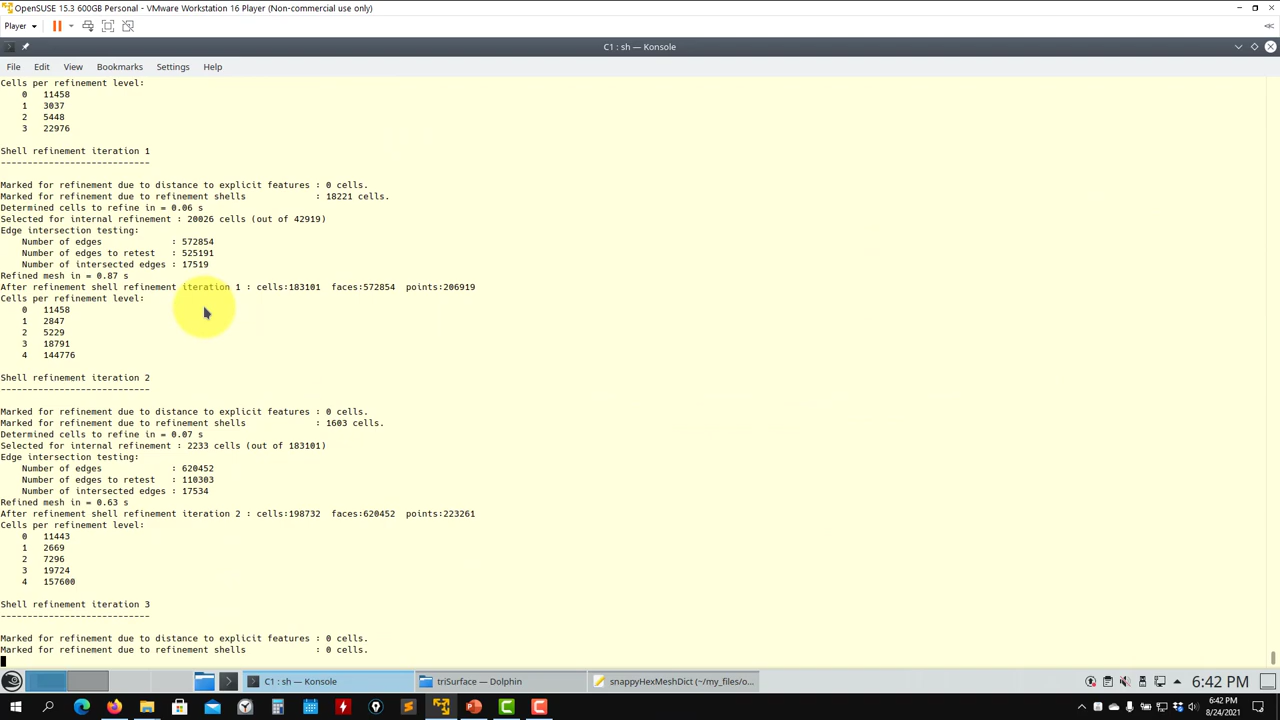 OpenSUSE 15.3 600GB Personal - VMware Workstation 16 Player (Non-commercial use only)
Player
C1 : sh — Konsole
File Edit View Bookmarks Settings Help
Cells per refinement level:
0 11458
1 3037
2 5448
3 22976
Shell refinement iteration 1
----------------------------
Marked for refinement due to distance to explicit features : 0 cells.
Marked for refinement due to refinement shells : 18221 cells.
Determined cells to refine in = 0.06 s
Selected for internal refinement : 20026 cells (out of 42919)
Edge intersection testing:
Number of edges : 572854
Number of edges to retest : 525191
Number of intersected edges : 17519
Refined mesh in = 0.87 s
After refinement shell refinement iteration 1 : cells:183101 faces:572854 points:206919
Cells per refinement level:
0 11458
1 2847
2 5229
3 18791
4 144776
Shell refinement iteration 2
----------------------------
Marked for refinement due to distance to explicit features : 0 cells.
Marked for refinement due to refinement shells : 1603 cells.
Determined cells to refine in = 0.07 s
Selected for internal refinement : 2233 cells (out of 183101)
Edge intersection testing:
Number of edges : 620452
Number of edges to retest : 110303
Number of intersected edges : 17534
Refined mesh in = 0.63 s
After refinement shell refinement iteration 2 : cells:198732 faces:620452 points:223261
Cells per refinement level:
0 11443
1 2669
2 7296
3 19724
4 157600
Shell refinement iteration 3
----------------------------
Marked for refinement due to distance to explicit features : 0 cells.
Marked for refinement due to refinement shells : 0 cells.
C1 : sh — Konsole triSurface — Dolphin snappyHexMeshDict (~/my_files/o... 6:42 PM
6:42 PM
8/24/2021